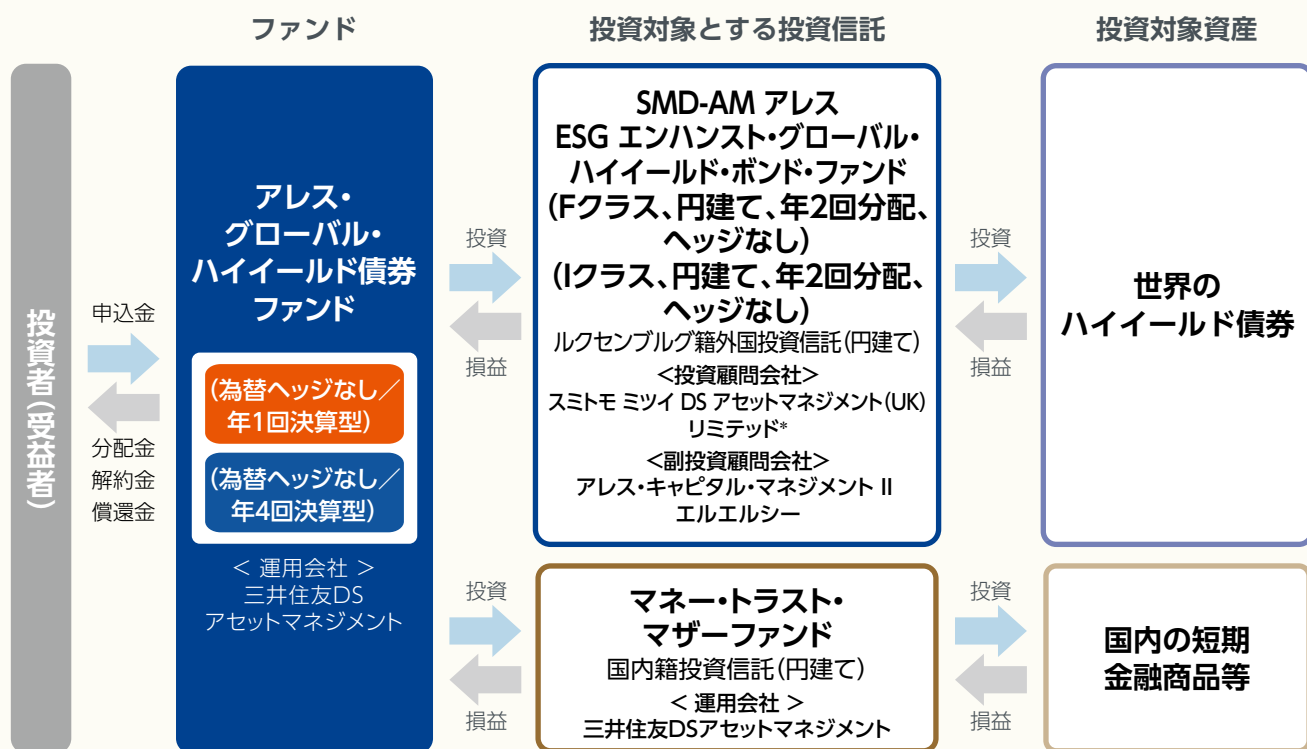 ファンド
投資対象とする投資信託
投資対象資産
投資者(受益者)
申込金
分配金
解約金
償還金
アレス・
グローバル・
ハイイールド債券
ファンド
(為替ヘッジなし／
年1回決算型)
(為替ヘッジなし／
年4回決算型)
＜ 運用会社 ＞
三井住友DS
アセットマネジメント
投資
損益
SMD-AM アレス
ESG エンハンスト・グローバル・
ハイイールド・ボンド・ファンド
(Fクラス、円建て、年2回分配、
ヘッジなし)
(Iクラス、円建て、年2回分配、
ヘッジなし)
ルクセンブルグ籍外国投資信託(円建て)
＜投資顧問会社＞
スミトモ ミツイ DS アセットマネジメント(UK)
リミテッド*
＜副投資顧問会社＞
アレス・キャピタル・マネジメント II
エルエルシー
投資
損益
世界の
ハイイールド債券
投資
損益
マネー・トラスト・
マザーファンド
国内籍投資信託(円建て)
＜ 運用会社 ＞
三井住友DSアセットマネジメント
投資
損益
国内の短期
金融商品等